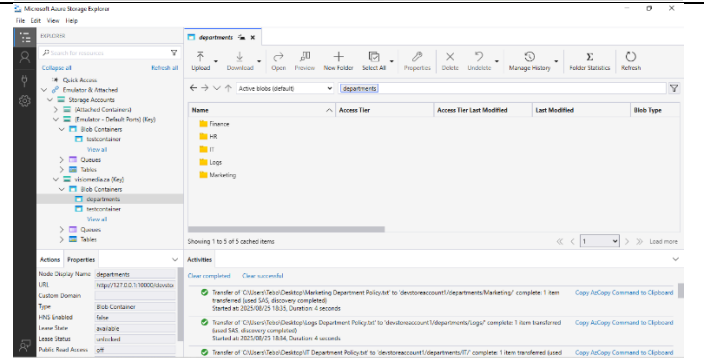 Microsoft Azure Storage Explorer
File Edit View Help
EXPLORER
Search for resources
Collapse all Refresh all
Quick Access
Emulator & Attached
Storage Accounts
(Attached Containers)
(Emulator - Default Ports) (Key)
Blob Containers
testcontainer
View all
Queues
Tables
visiomedia.za (Key)
Blob Containers
departments
testcontainer
View all
Queues
Tables
Actions Properties
Node Display Name departments
URL http://127.0.0.1:10000/devsto
Custom Domain
Type Blob Container
HNS Enabled false
Lease State available
Lease Status unlocked
Public Read Access off
departments
Upload Download Open Preview New Folder Select All Properties Delete Undelete Manage History Folder Statistics Refresh
Active blobs (default) departments
Name Access Tier Access Tier Last Modified Last Modified Blob Type
Finance
HR
IT
Logs
Marketing
Showing 1 to 5 of 5 cached items 1 Load more
Activities
Clear completed Clear successful
Transfer of 'C:\Users\Tebo\Desktop\Marketing Department Policy.txt' to 'devstoreaccount1/departments/Marketing/' complete: 1 item Copy AzCopy Command to Clipboard
transferred (used SAS, discovery completed)
Started at: 2025/08/25 18:35, Duration: 4 seconds
Transfer of 'C:\Users\Tebo\Desktop\Logs Department Policy.txt' to 'devstoreaccount1/departments/Logs/' complete: 1 item transferred Copy AzCopy Command to Clipboard
(used SAS, discovery completed)
Started at: 2025/08/25 18:34, Duration: 4 seconds
Transfer of 'C:\Users\Tebo\Desktop\IT Department Policy.txt' to 'devstoreaccount1/departments/IT/' complete: 1 item transferred (used Copy AzCopy Command to Clipboard